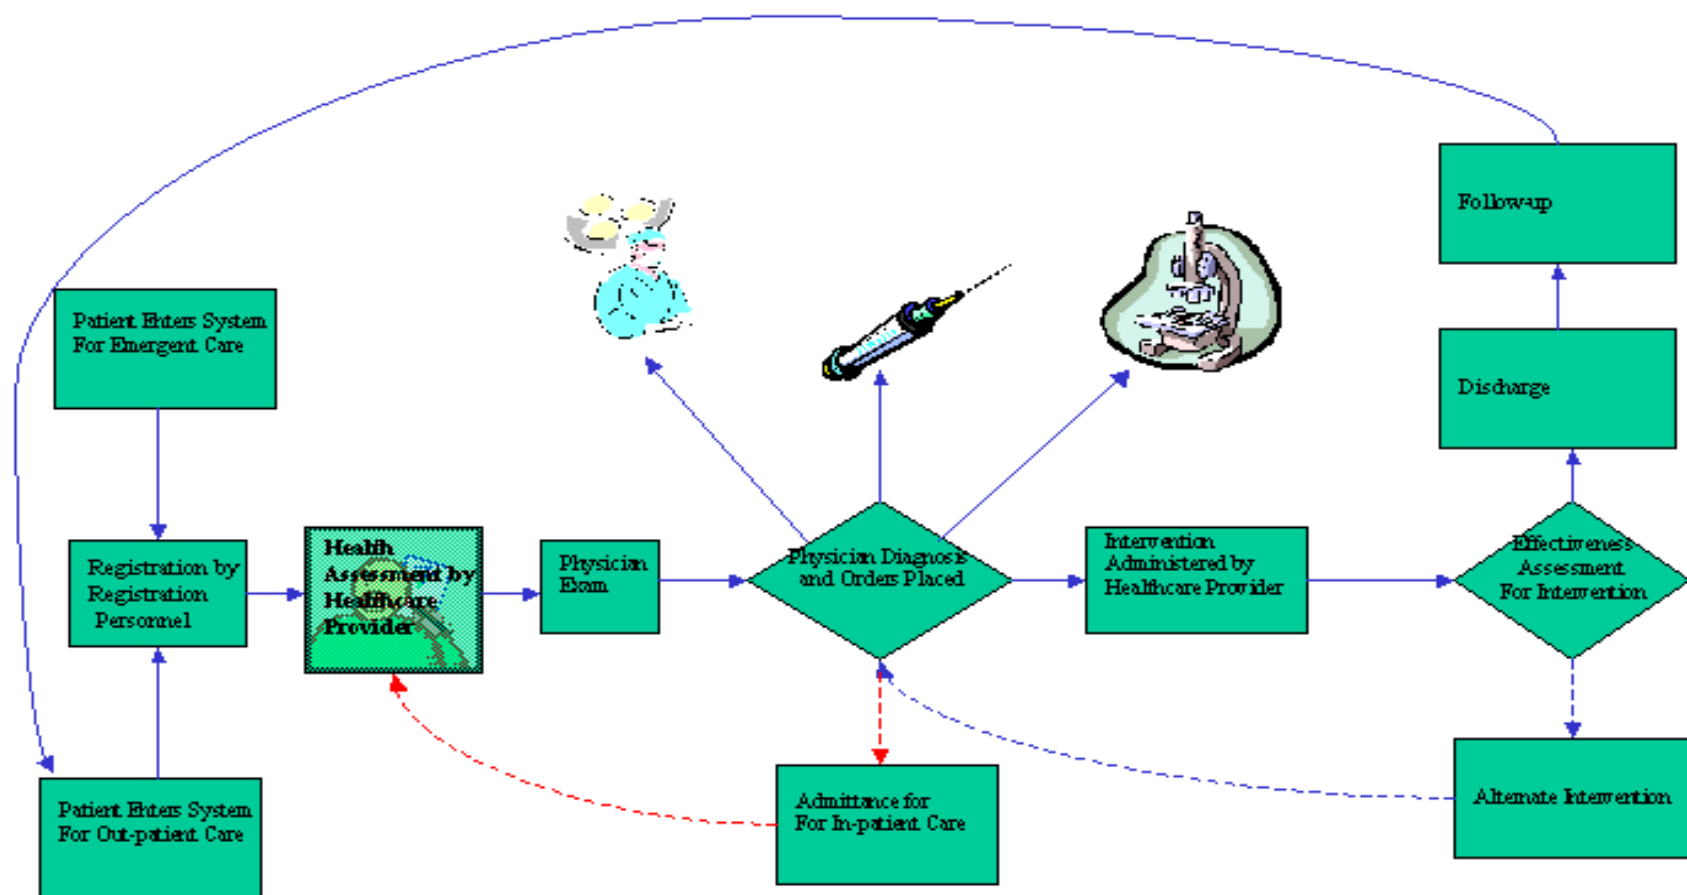 Follow-up
Patient Enters System
For Emergent Care
Discharge
Registration by
Registration
Personnel
Health
Assessment by
Healthcare
Provider
Physician
Exam
Physician Diagnosis
and Orders Placed
Intervention
Administered by
Healthcare Provider
Effectiveness
Assessment
For Intervention
Patient Enters System
For Out-patient Care
Admittance for
For In-patient Care
Alternate Intervention